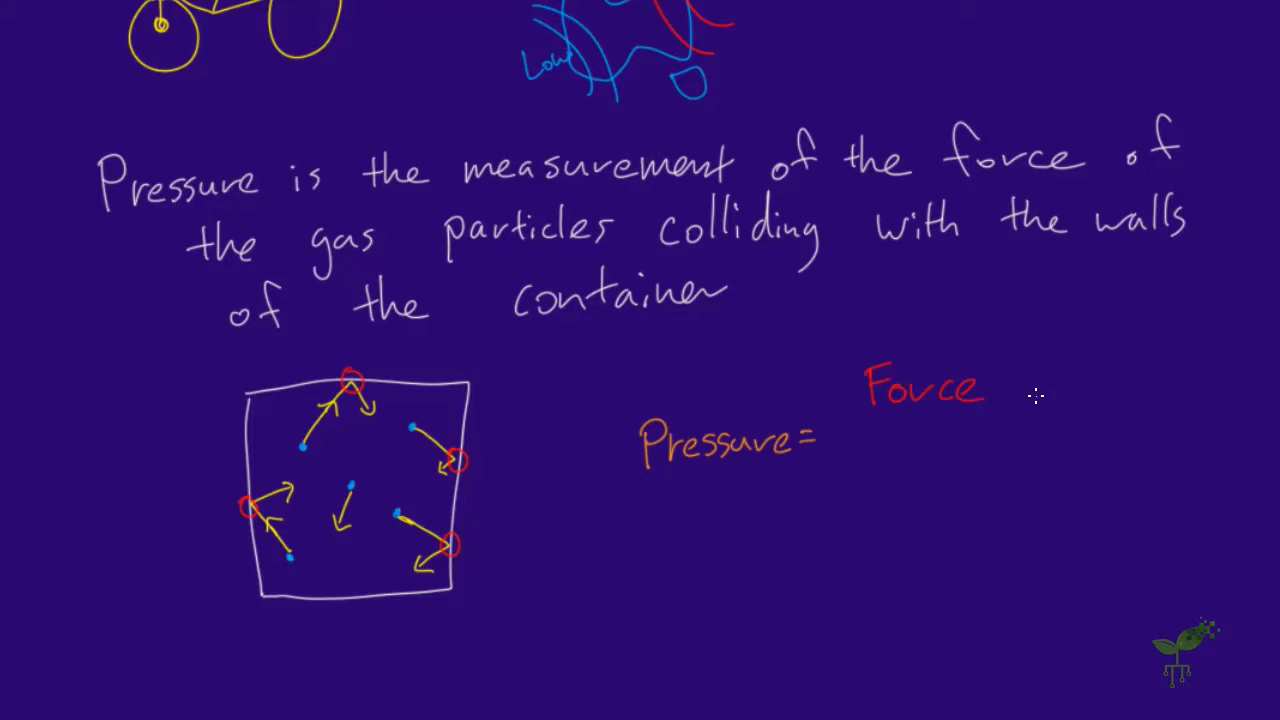 Low
Pressure is the measurement of the force of
the gas particles colliding with the walls
of the container
Force
Pressure=